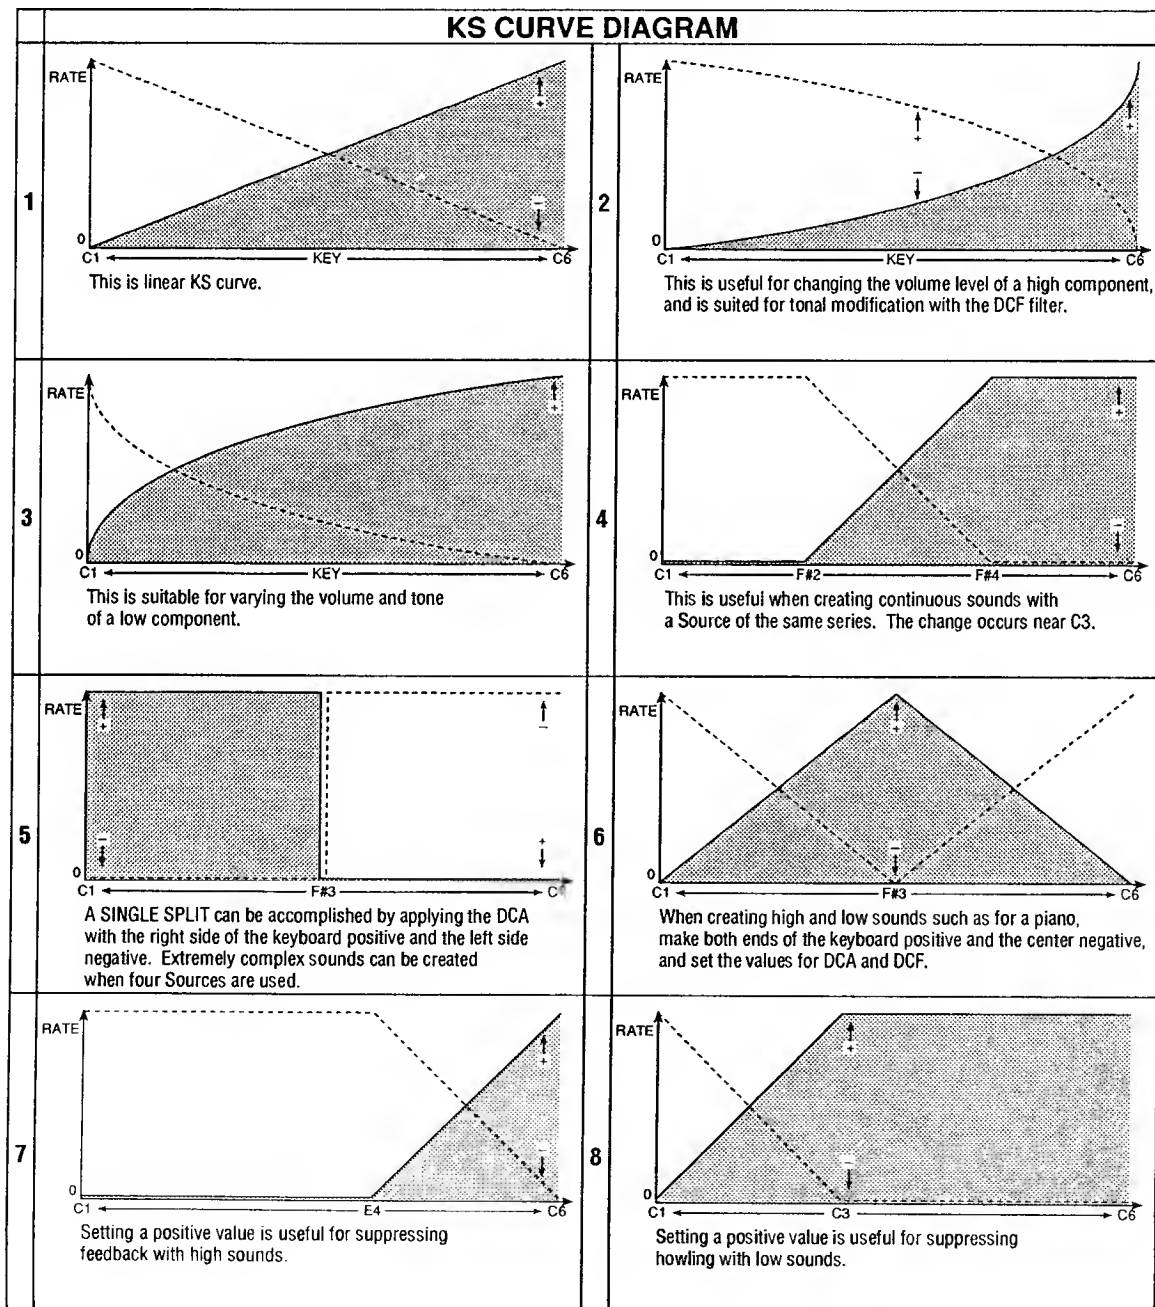 KS CURVE DIAGRAM
1
RATE
+
−
0
C1 KEY C6
This is linear KS curve.
2
RATE
+
+
−
0
C1 KEY C6
This is useful for changing the volume level of a high component,
and is suited for tonal modification with the DCF filter.
3
RATE
+
0
C1 KEY C6
This is suitable for varying the volume and tone
of a low component.
4
RATE
+
−
0
C1 F#2 F#4 C6
This is useful when creating continuous sounds with
a Source of the same series. The change occurs near C3.
5
RATE
+
−
−
+
0
C1 F#3
A SINGLE SPLIT can be accomplished by applying the DCA
with the right side of the keyboard positive and the left side
negative. Extremely complex sounds can be created
when four Sources are used.
6
RATE
+
−
0
C1 F#3 C6
When creating high and low sounds such as for a piano,
make both ends of the keyboard positive and the center negative,
and set the values for DCA and DCF.
7
RATE
+
−
0
C1 E4 C6
Setting a positive value is useful for suppressing
feedback with high sounds.
8
RATE
+
−
0
C1 C3 C6
Setting a positive value is useful for suppressing
howling with low sounds.